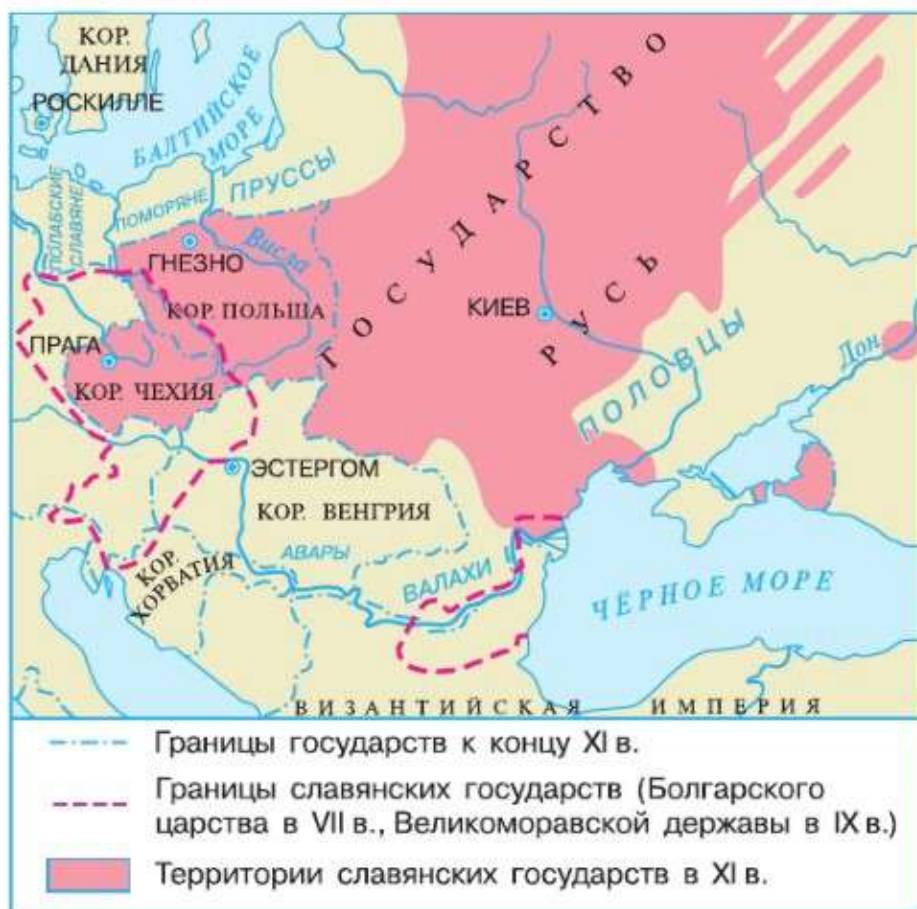 КОР.
ДАНИЯ
РОСКИЛЛЕ
БАЛТИЙСКОЕ
МОРЕ
ПОЛАБСКИЕ
СЛАВЯНЕ
ПОМОРЯНЕ
ПРУССЫ
ГОСУДАРСТВО
РУСЬ
ГНЕЗНО
Висла
КОР. ПОЛЬША
КИЕВ
ПРАГА
КОР. ЧЕХИЯ
ПОЛОВЦЫ
Дон
ЭСТЕРГОМ
КОР. ВЕНГРИЯ
АВАРЫ
КОР.
ХОРВАТИЯ
ВАЛАХИ
ЧЁРНОЕ МОРЕ
ВИЗАНТИЙСКАЯ ИМПЕРИЯ
Границы государств к концу XI в.
Границы славянских государств (Болгарского
царства в VII в., Великоморавской державы в IX в.)
Территории славянских государств в XI в.